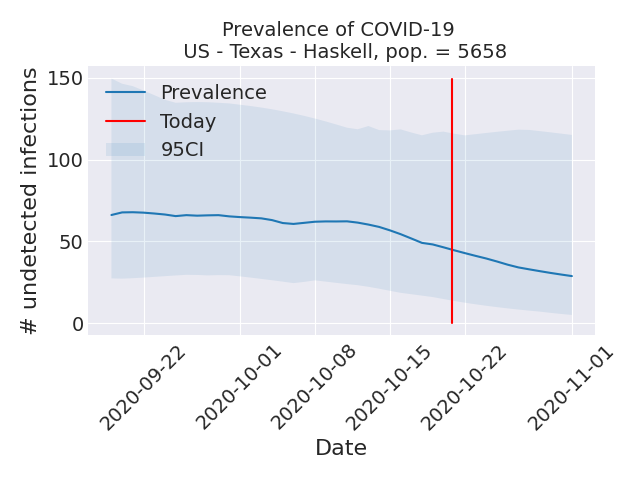 Prevalence of COVID-19
US - Texas - Haskell, pop. = 5658
# undetected infections
150
100
50
0
Prevalence
Today
95CI
2020-09-22
2020-10-01
2020-10-08
2020-10-15
2020-10-22
2020-11-01
Date